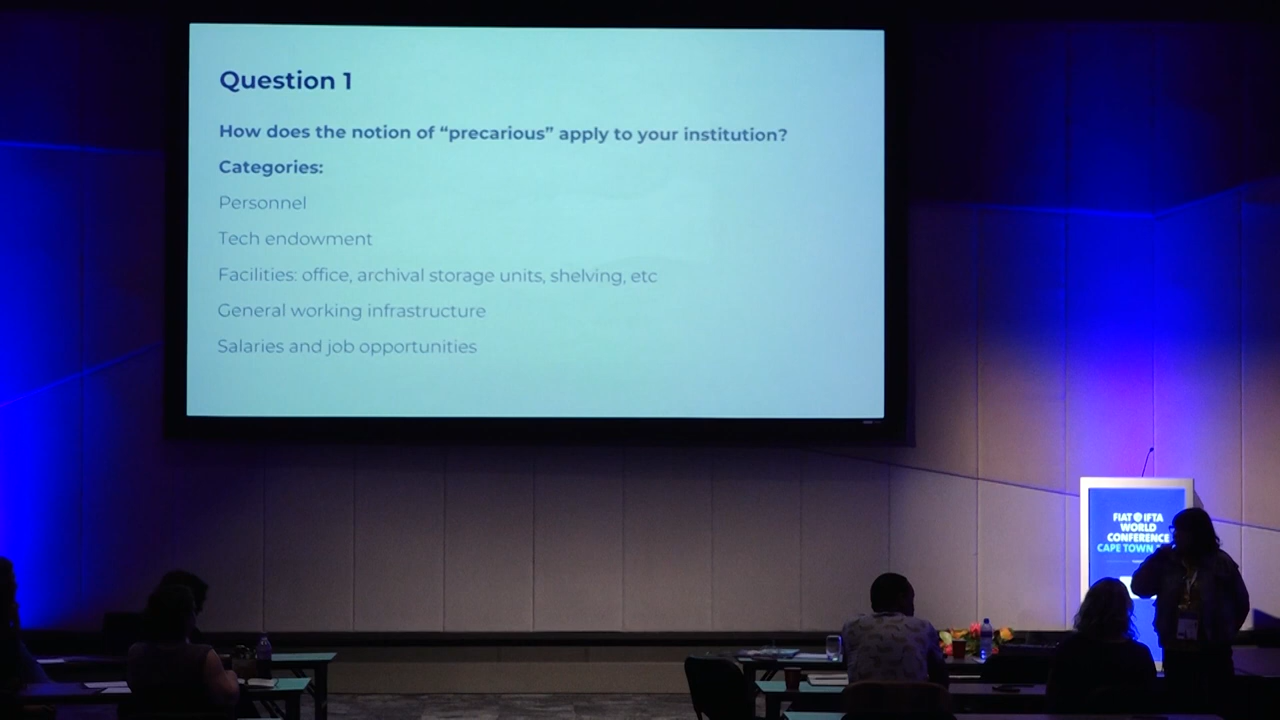 Question 1
How does the notion of “precarious” apply to your institution?
Categories:
Personnel
Tech endowment
Facilities: office, archival storage units, shelving, etc
General working infrastructure
Salaries and job opportunities
FIAT IFTA
WORLD
CONFERENCE
CAPE TOWN